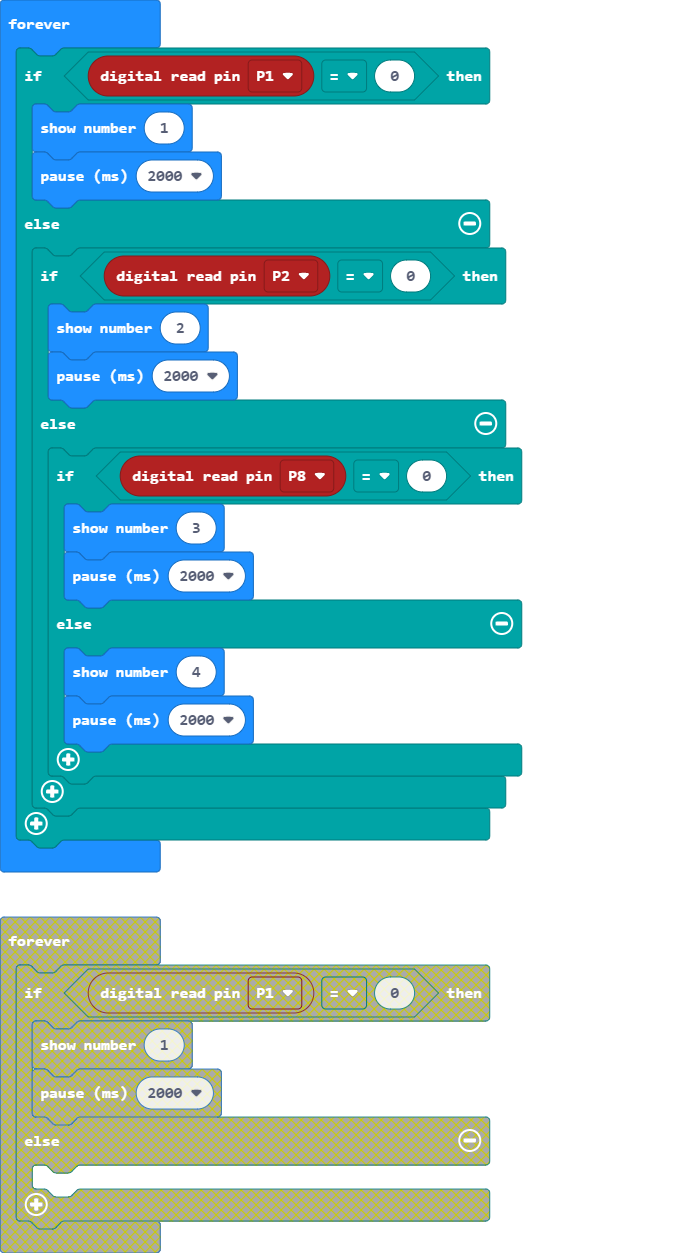 forever
if digital read pin P1 = 0 then
show number 1
pause (ms) 2000
else
if digital read pin P2 = 0 then
show number 2
pause (ms) 2000
else
if digital read pin P8 = 0 then
show number 3
pause (ms) 2000
else
show number 4
pause (ms) 2000
forever
if digital read pin P1 = 0 then
show number 1
pause (ms) 2000
else